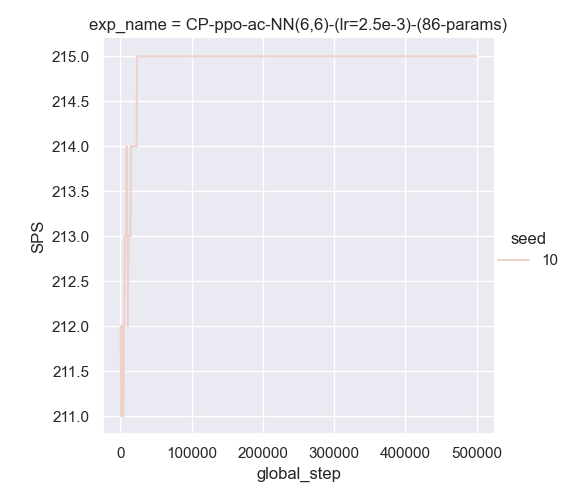 exp_name = CP-ppo-ac-NN(6,6)-(lr=2.5e-3)-(86-params)
215.0
214.5
214.0
213.5
213.0
212.5
212.0
211.5
211.0
SPS
0 100000 200000 300000 400000 500000
global_step
seed
10